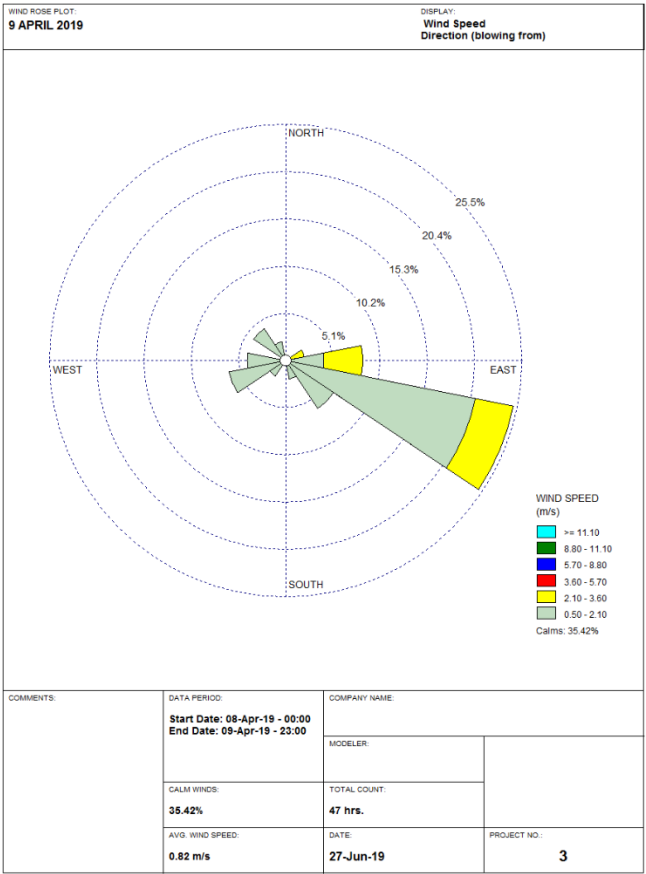 WIND ROSE PLOT:
9 APRIL 2019
DISPLAY:
Wind Speed
Direction (blowing from)
NORTH
25.5%
20.4%
15.3%
10.2%
5.1%
WEST
EAST
SOUTH
WIND SPEED
(m/s)
>= 11.10
8.80 - 11.10
5.70 - 8.80
3.60 - 5.70
2.10 - 3.60
0.50 - 2.10
Calms: 35.42%
COMMENTS:
DATA PERIOD:
Start Date: 08-Apr-19 - 00:00
End Date: 09-Apr-19 - 23:00
COMPANY NAME:
MODELER:
CALM WINDS:
35.42%
TOTAL COUNT:
47 hrs.
AVG. WIND SPEED:
0.82 m/s
DATE:
27-Jun-19
PROJECT NO.:
3